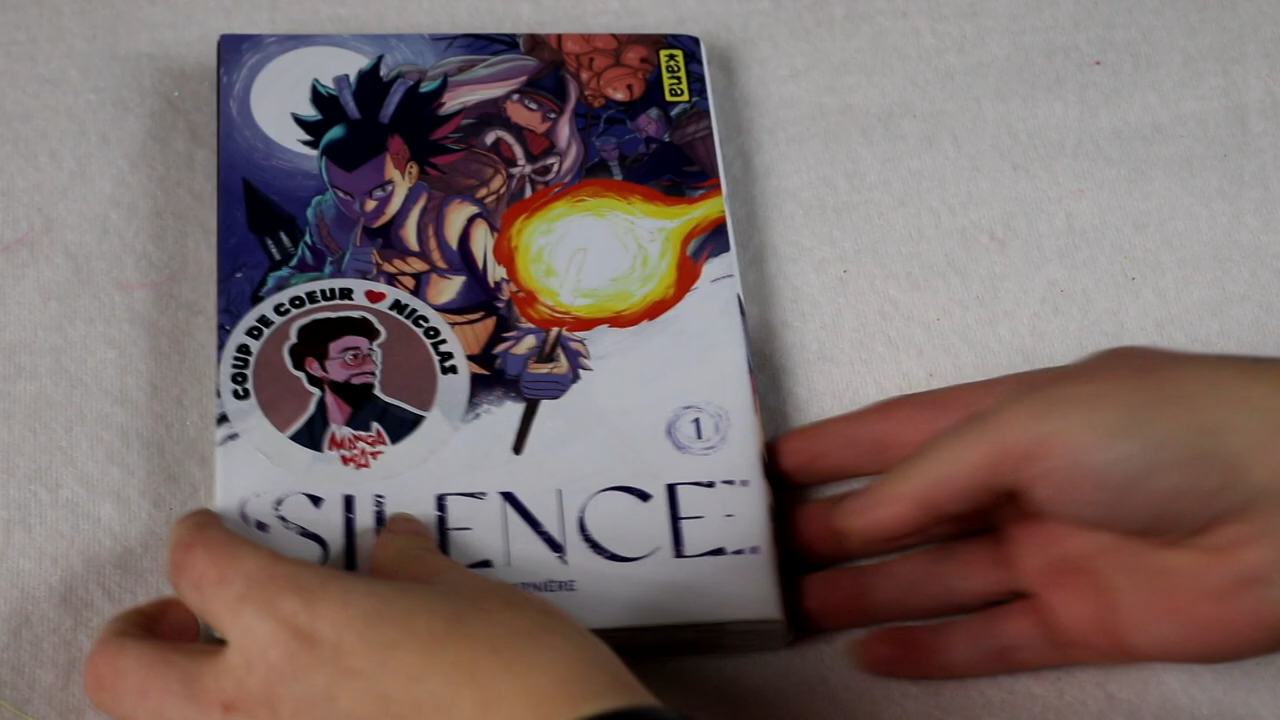 kana
COUP DE COEUR ❤ NICOLAS
MANGA
1
SILENCE